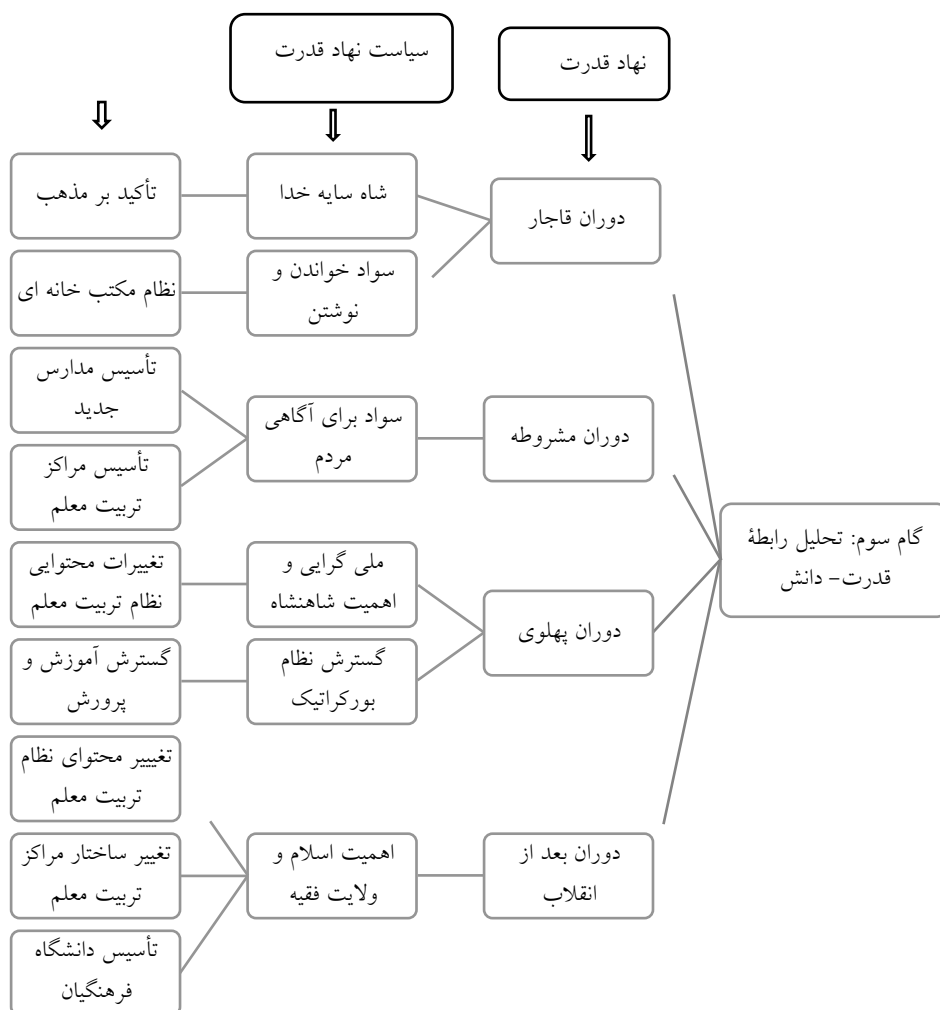 نهاد قدرت
سیاست نهاد قدرت
گام سوم: تحلیل رابطهٔ
قدرت- دانش
دوران قاجار
شاه سایه خدا
تأکید بر مذهب
سواد خواندن و
نوشتن
نظام مکتب خانه ای
دوران مشروطه
سواد برای آگاهی
مردم
تأسیس مدارس
جدید
تأسیس مراکز
تربیت معلم
دوران پهلوی
ملی گرایی و
اهمیت شاهنشاه
تغییرات محتوایی
نظام تربیت معلم
گسترش نظام
بورکراتیک
گسترش آموزش و
پرورش
دوران بعد از
انقلاب
اهمیت اسلام و
ولایت فقیه
تغیییر محتوای نظام
تربیت معلم
تغییر ساختار مراکز
تربیت معلم
تأسیس دانشگاه
فرهنگیان